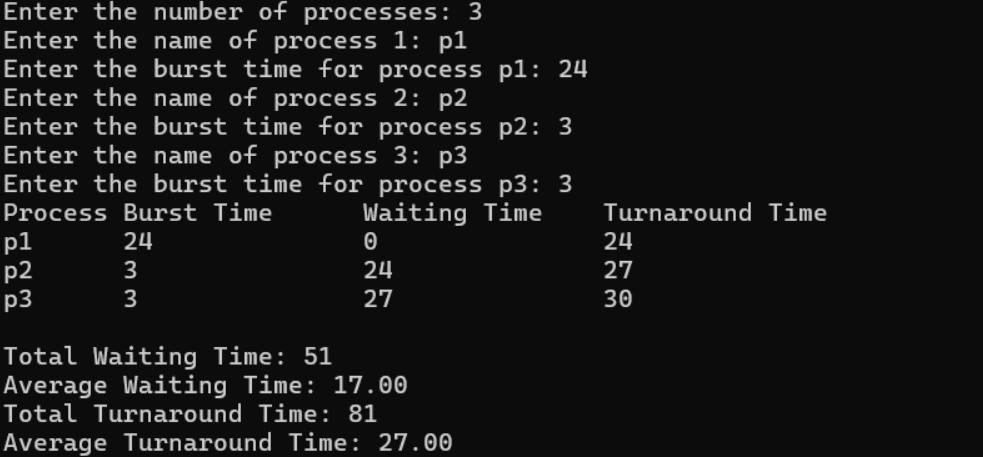 Enter the number of processes: 3
Enter the name of process 1: p1
Enter the burst time for process p1: 24
Enter the name of process 2: p2
Enter the burst time for process p2: 3
Enter the name of process 3: p3
Enter the burst time for process p3: 3
Process Burst Time      Waiting Time    Turnaround Time
p1      24              0               24
p2      3               24              27
p3      3               27              30

Total Waiting Time: 51
Average Waiting Time: 17.00
Total Turnaround Time: 81
Average Turnaround Time: 27.00